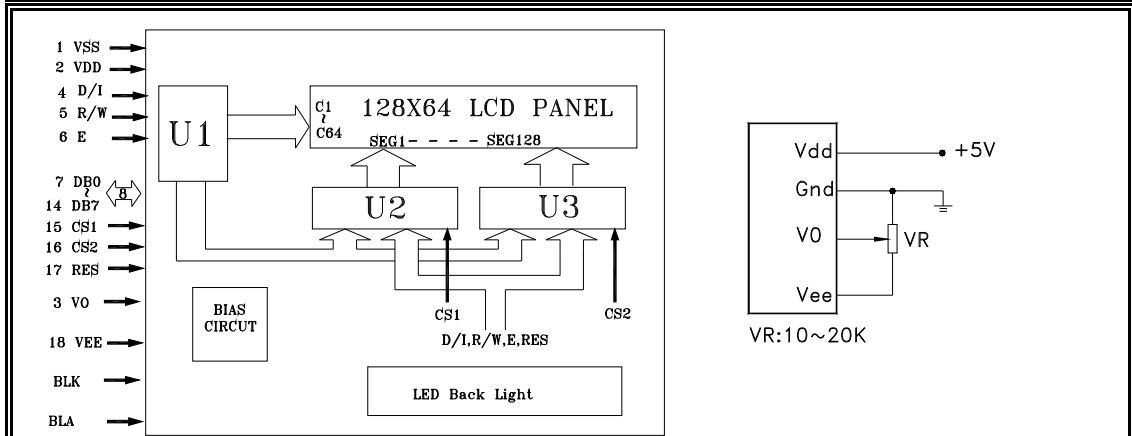 1 VSS
2 VDD
4 D/I
5 R/W
6 E
7 DB0
~
14 DB7
8
15 CS1
16 CS2
17 RES
3 VO
18 VEE
BLK
BLA
U1
C1
~
C64
128X64 LCD PANEL
SEG1- - - - SEG128
U2
U3
CS1
CS2
D/I,R/W,E,RES
BIAS
CIRCUT
LED Back Light
Vdd
+5V
Gnd
V0
VR
Vee
VR:10~20K